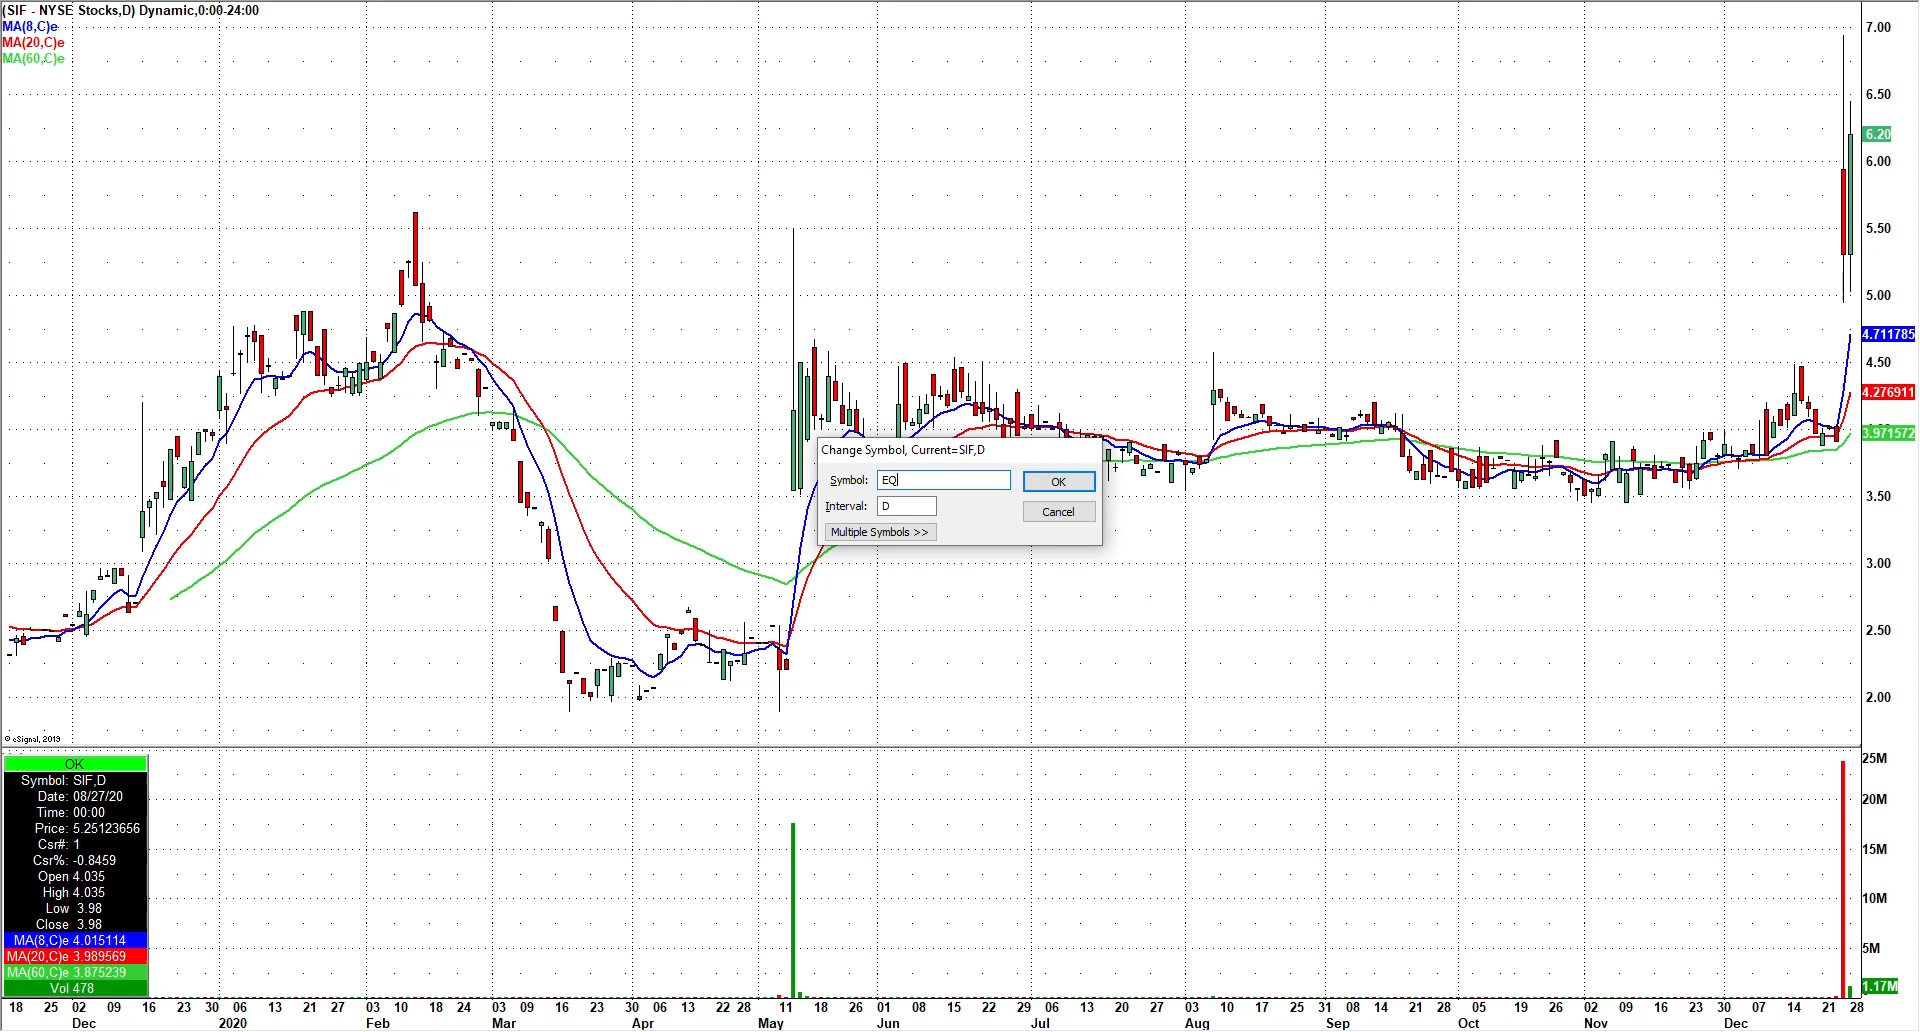 (SIF - NYSE Stocks,D) Dynamic,0:00-24:00
MA(8,C)e
MA(20,C)e
MA(60,C)e
7.00
6.50
6.20
6.00
5.50
5.00
4.711785
4.50
4.276911
3.971572
3.50
3.00
2.50
2.00
Change Symbol, Current=SIF,D
Symbol: EQ
OK
Interval: D
Cancel
Multiple Symbols >>
© eSignal, 2019
OK
Symbol: SIF,D
Date: 08/27/20
Time: 00:00
Price: 5.25123656
Csr#: 1
Csr%: -0.8459
Open 4.035
High 4.035
Low 3.98
Close 3.98
MA(8,C)e 4.015114
MA(20,C)e 3.989569
MA(60,C)e 3.875239
Vol 478
25M
20M
15M
10M
5M
1.17M
18 25 02 09 16 23 30 06 13 21 27 03 10 18 24 03 09 16 23 30 06 13 22 28 11 18 26 01 08 15 22 29 06 13 20 27 03 10 17 25 31 08 14 21 28 05 19 26 02 09 16 23 30 07 14 21 28
Dec 2020 Feb Mar Apr May Jun Jul Aug Sep Oct Nov Dec